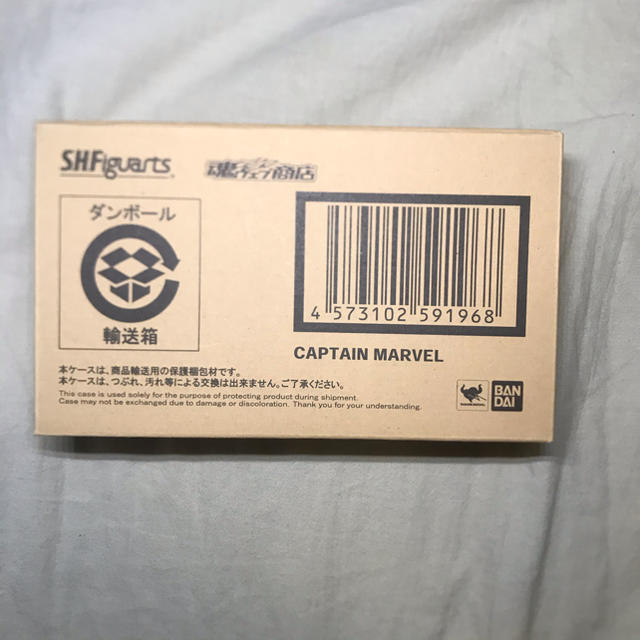 S.H.Figuarts
魂ウェブ商店
ダンボール
輸送箱
4 573102 591968
CAPTAIN MARVEL
本ケースは、商品輸送用の保護梱包材です。
本ケースは、つぶれ、汚れ等による交換は出来ません。ご了承ください。
This case is used solely for the purpose of protecting product during shipment.
Case may not be exchanged due to damage or discoloration. Thank you for your understanding.
BAN
DAI